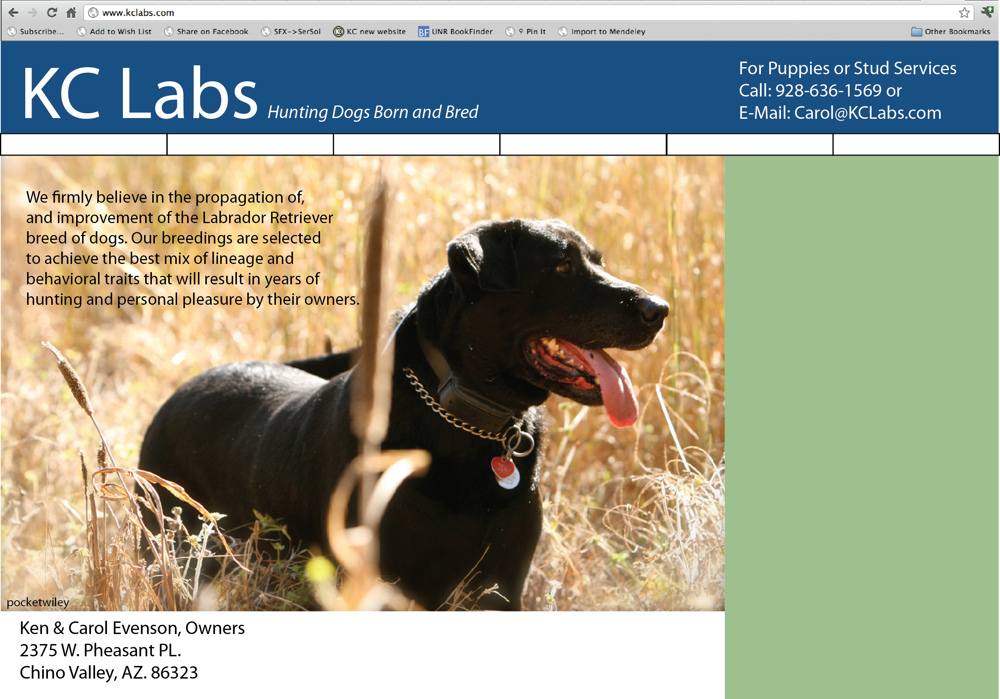 www.kclabs.com
Subscribe... Add to Wish List Share on Facebook SFX->SerSol KC new website BF UNR BookFinder Pin It Import to Mendeley Other Bookmarks
KC Labs Hunting Dogs Born and Bred
For Puppies or Stud Services
Call: 928-636-1569 or
E-Mail: Carol@KCLabs.com
We firmly believe in the propagation of,
and improvement of the Labrador Retriever
breed of dogs. Our breedings are selected
to achieve the best mix of lineage and
behavioral traits that will result in years of
hunting and personal pleasure by their owners.
pocketwiley
Ken & Carol Evenson, Owners
2375 W. Pheasant PL.
Chino Valley, AZ. 86323